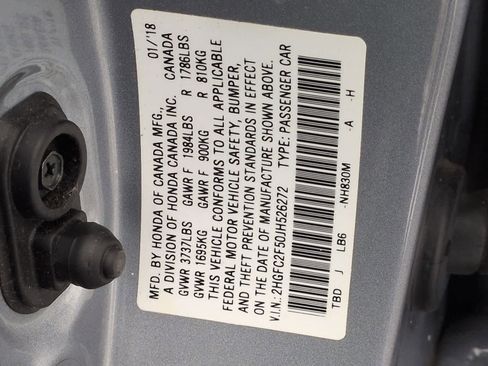 MFD. BY HONDA OF CANADA MFG. 01/'18
A DIVISION OF HONDA CANADA INC. CANADA
GVWR 3737LBS GAWR F 1984LBS R 1786LBS
GVWR 1695KG GAWR F 900KG R 810KG
THIS VEHICLE CONFORMS TO ALL APPLICABLE
FEDERAL MOTOR VEHICLE SAFETY, BUMPER,
AND THEFT PREVENTION STANDARDS IN EFFECT
ON THE DATE OF MANUFACTURE SHOWN ABOVE.
V.I.N.: 2HGFC2F50JH526272 TYPE: PASSENGER CAR
TBD J LB6 -NH830M -A -H